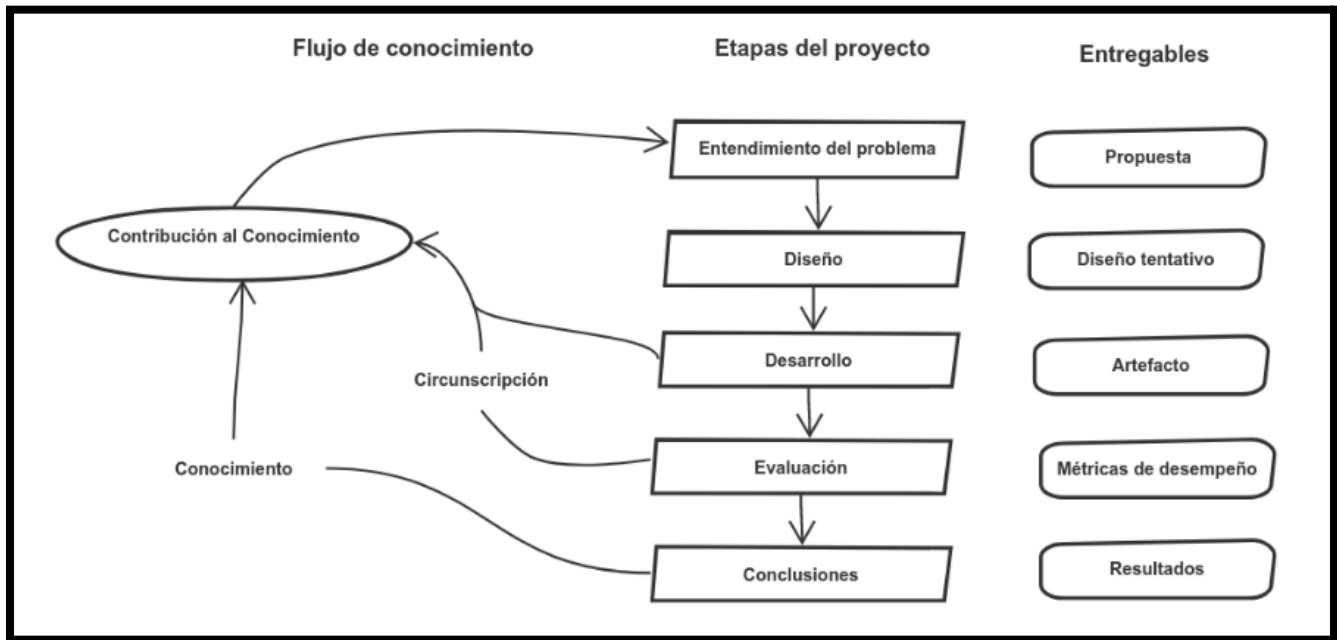 Flujo de conocimiento
Etapas del proyecto
Entregables
Entendimiento del problema
Propuesta
Contribución al Conocimiento
Diseño
Diseño tentativo
Desarrollo
Artefacto
Circunscripción
Conocimiento
Evaluación
Métricas de desempeño
Conclusiones
Resultados